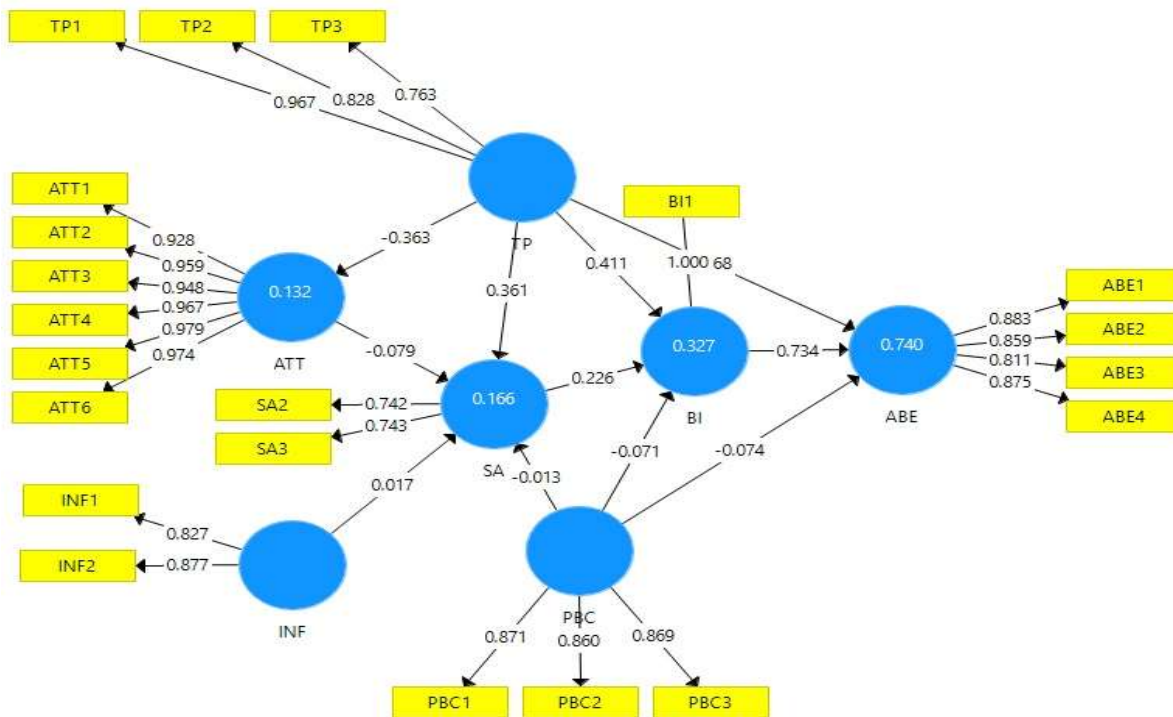 TP1
TP2
TP3
0.967
0.828
0.763
ATT1
ATT2
ATT3
ATT4
ATT5
ATT6
0.928
0.959
0.948
0.967
0.979
0.974
0.132
ATT
-0.363
TP
0.361
0.411
BI1
1.000
68
-0.079
SA2
SA3
0.742
0.743
0.166
SA
0.226
0.327
BI
0.734
0.740
ABE
0.883
0.859
0.811
0.875
ABE1
ABE2
ABE3
ABE4
INF1
INF2
0.827
0.877
INF
0.017
-0.013
-0.071
-0.074
PBC
0.871
0.860
0.869
PBC1
PBC2
PBC3